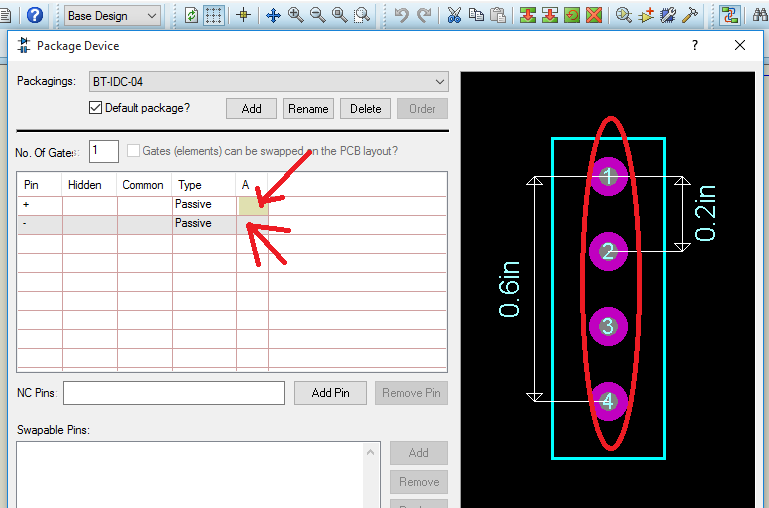 Base Design
Package Device
?
Packagings:
BT-IDC-04
Default package?
Add
Rename
Delete
Order
No. Of Gates:
1
Gates (elements) can be swapped on the PCB layout?
Pin Hidden Common Type A
+ Passive
- Passive
NC Pins:
Add Pin
Remove Pin
Swapable Pins:
Add
Remove
1
2
3
4
0.2in
0.6in